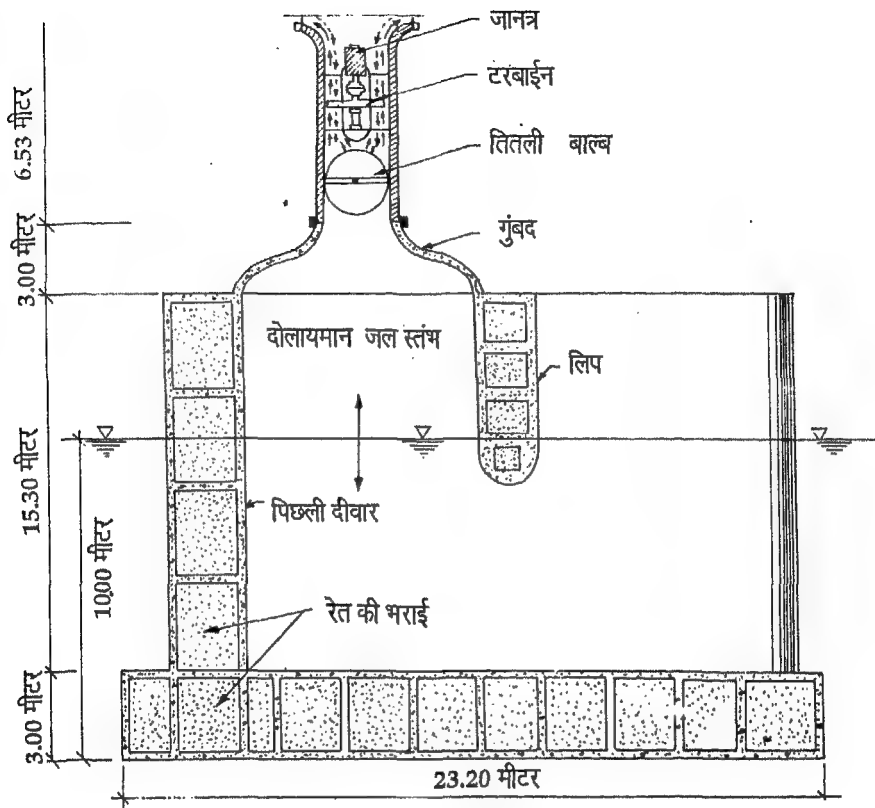 जानत्र
टरबाईन
तितली बाल्ब
गुंबद
6.53 मीटर
3.00 मीटर
दोलायमान जल स्तंभ
लिप
15.30 मीटर
पिछली दीवार
10.00 मीटर
रेत की भराई
3.00 मीटर
23.20 मीटर